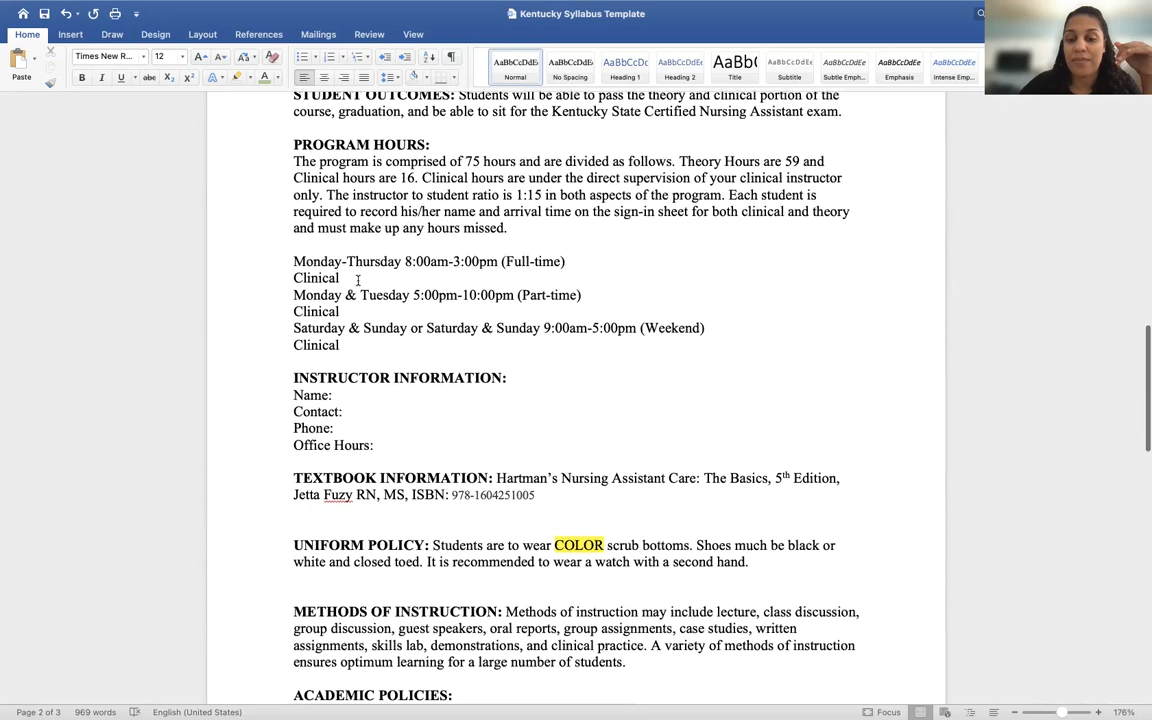 Kentucky Syllabus Template
Home Insert Draw Design Layout References Mailings Review View
Times New R... 12
Paste
AaBbCcDdEe AaBbCcDdEe AaBbCcDc AaBbCcDdEe AaBb( AaBbCcDdEe AaBbCcDdEe AaBbCcDdEe AaBbCcDdEe
Normal No Spacing Heading 1 Heading 2 Title Subtitle Subtle Emph... Emphasis Intense Emp...
STUDENT OUTCOMES: Students will be able to pass the theory and clinical portion of the
course, graduation, and be able to sit for the Kentucky State Certified Nursing Assistant exam.
PROGRAM HOURS:
The program is comprised of 75 hours and are divided as follows. Theory Hours are 59 and
Clinical hours are 16. Clinical hours are under the direct supervision of your clinical instructor
only. The instructor to student ratio is 1:15 in both aspects of the program. Each student is
required to record his/her name and arrival time on the sign-in sheet for both clinical and theory
and must make up any hours missed.
Monday-Thursday 8:00am-3:00pm (Full-time)
Clinical
Monday & Tuesday 5:00pm-10:00pm (Part-time)
Clinical
Saturday & Sunday or Saturday & Sunday 9:00am-5:00pm (Weekend)
Clinical
INSTRUCTOR INFORMATION:
Name:
Contact:
Phone:
Office Hours:
TEXTBOOK INFORMATION: Hartman's Nursing Assistant Care: The Basics, 5th Edition,
Jetta Fuzy RN, MS, ISBN: 978-1604251005
UNIFORM POLICY: Students are to wear COLOR scrub bottoms. Shoes much be black or
white and closed toed. It is recommended to wear a watch with a second hand.
METHODS OF INSTRUCTION: Methods of instruction may include lecture, class discussion,
group discussion, guest speakers, oral reports, group assignments, case studies, written
assignments, skills lab, demonstrations, and clinical practice. A variety of methods of instruction
ensures optimum learning for a large number of students.
ACADEMIC POLICIES:
Page 2 of 3 969 words English (United States) Focus 176%